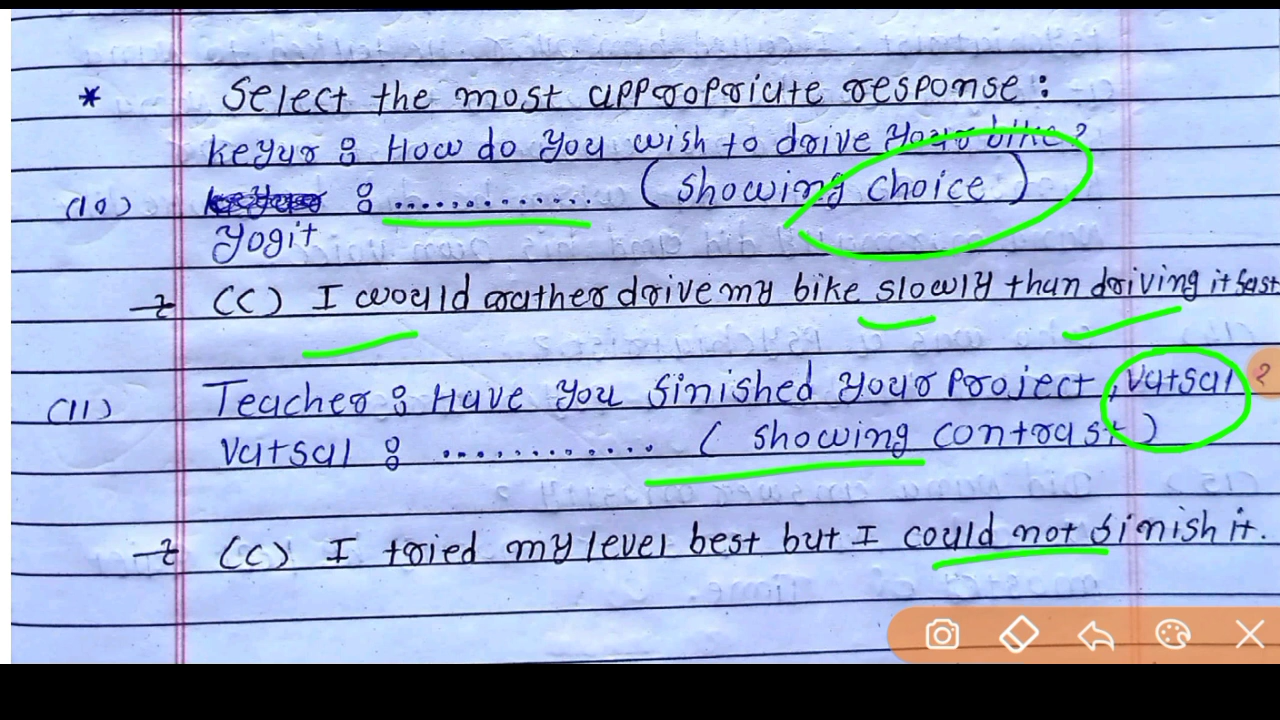 * Select the most appropriate response :
Keyur : How do you wish to drive your bike ?
(10) : ............. (showing choice)
Yogit
→ (C) I would rather drive my bike slowly than driving it fast
(11) Teacher : Have you finished your project, Vatsal ?
Vatsal : ............. ( showing contrast )
→ (C) I tried my level best but I could not finish it.